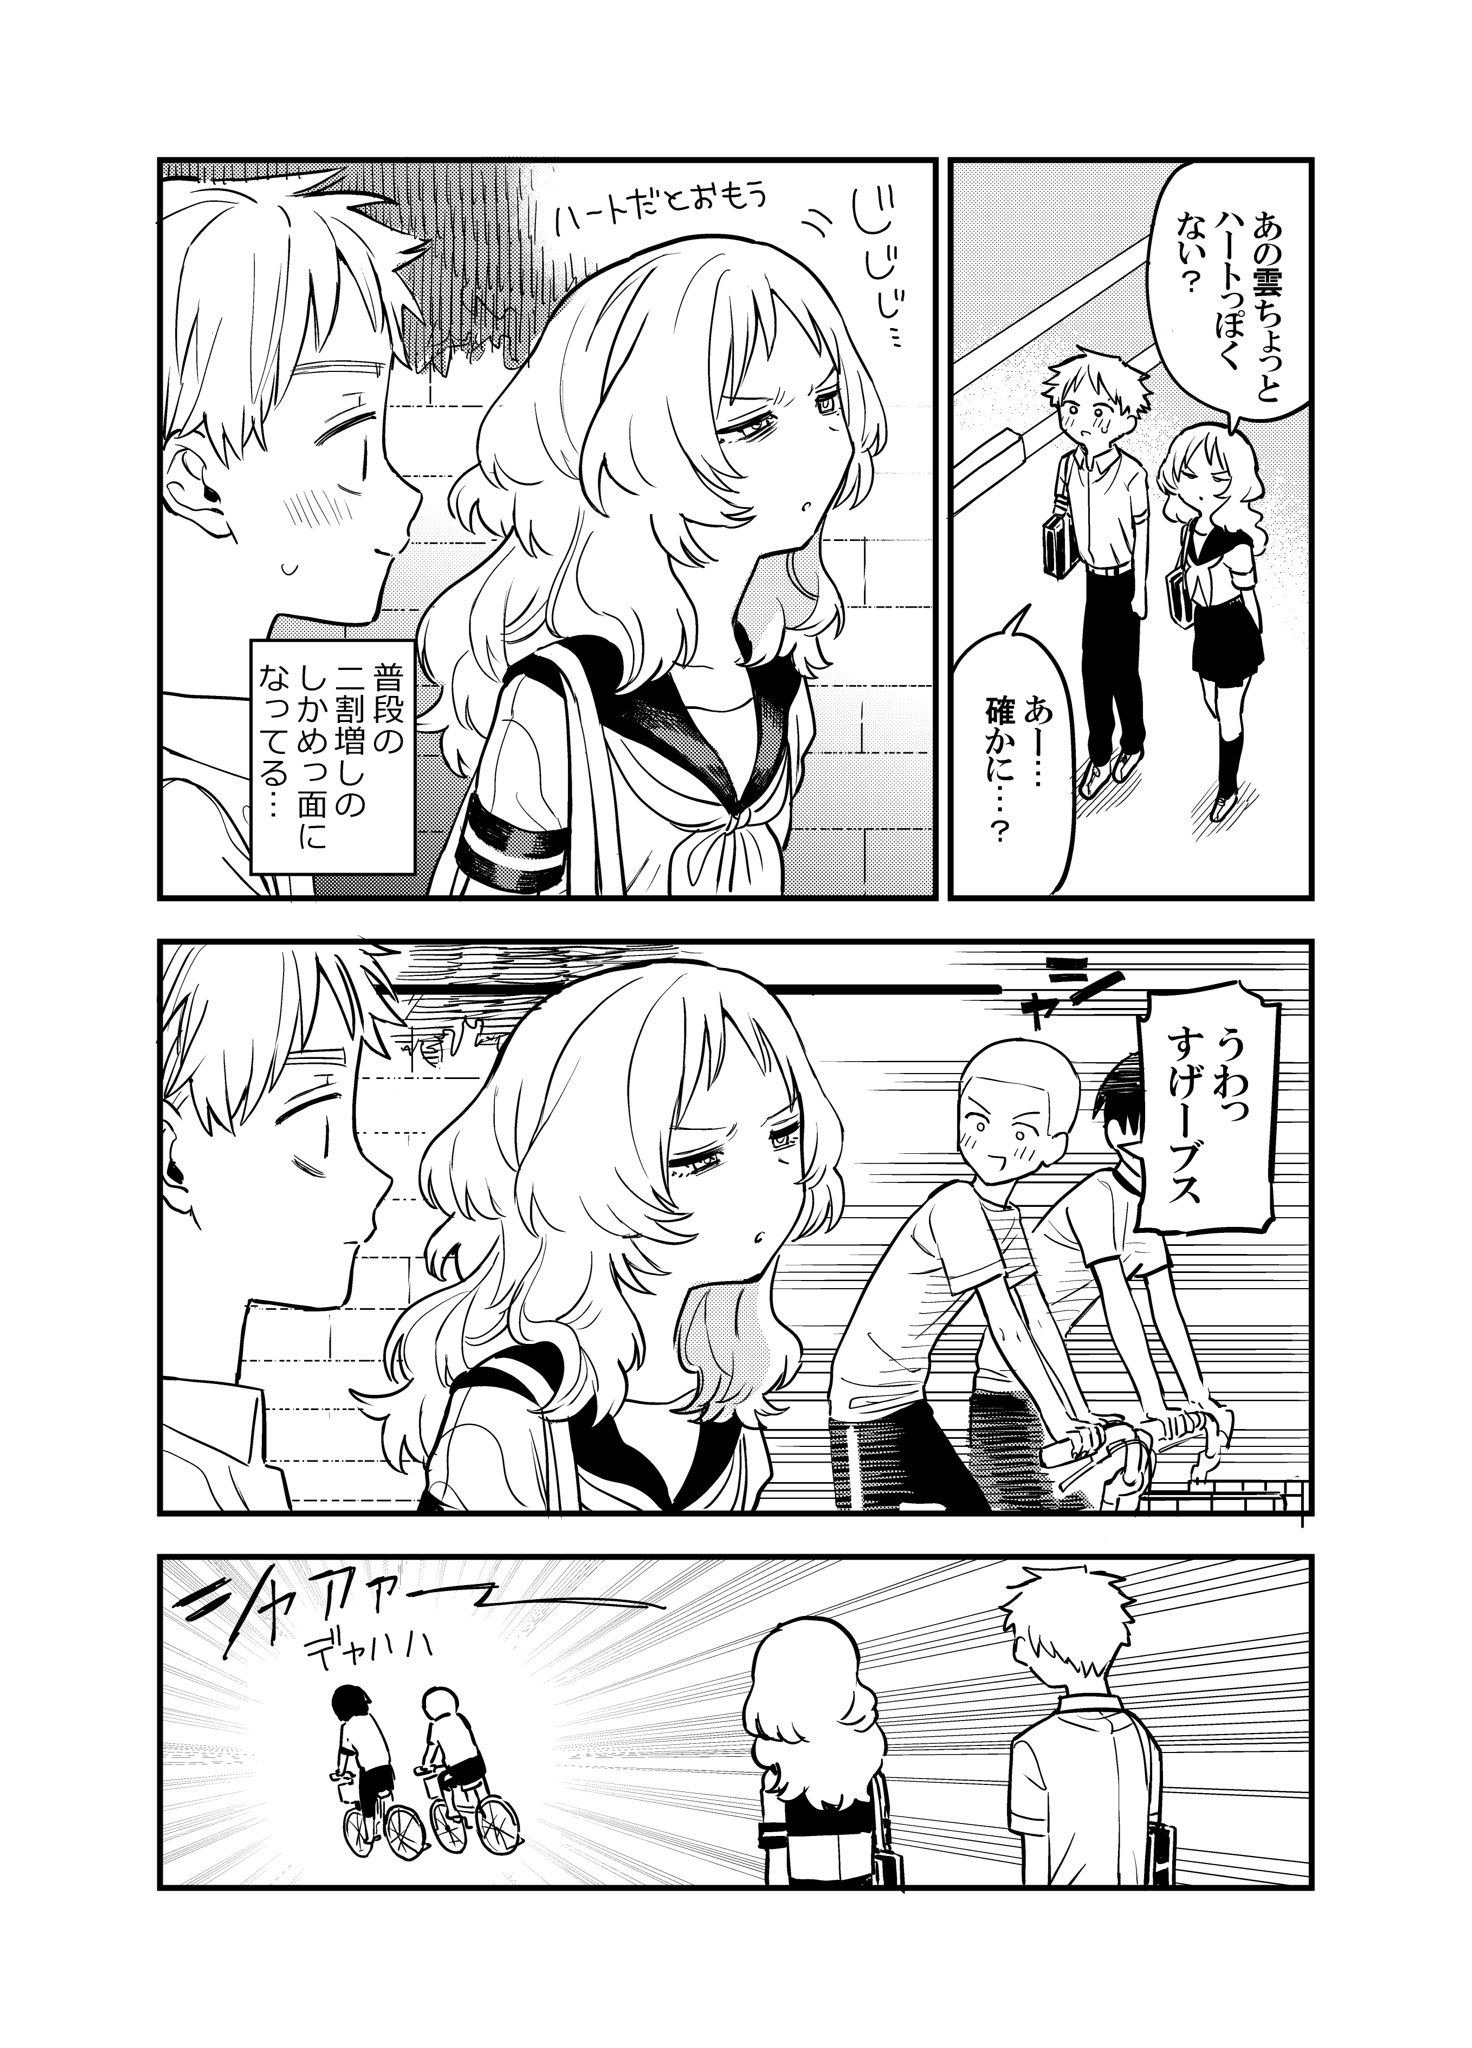 あの雲ちょっと
ハートっぽく
ない？
あー…
確かに…？
じじじ…
ハートだとおもう
普段の
二割増しの
しかめっ面に
なってる…
シャー
うわっ
すげーブス
シャアァー
デャハハ